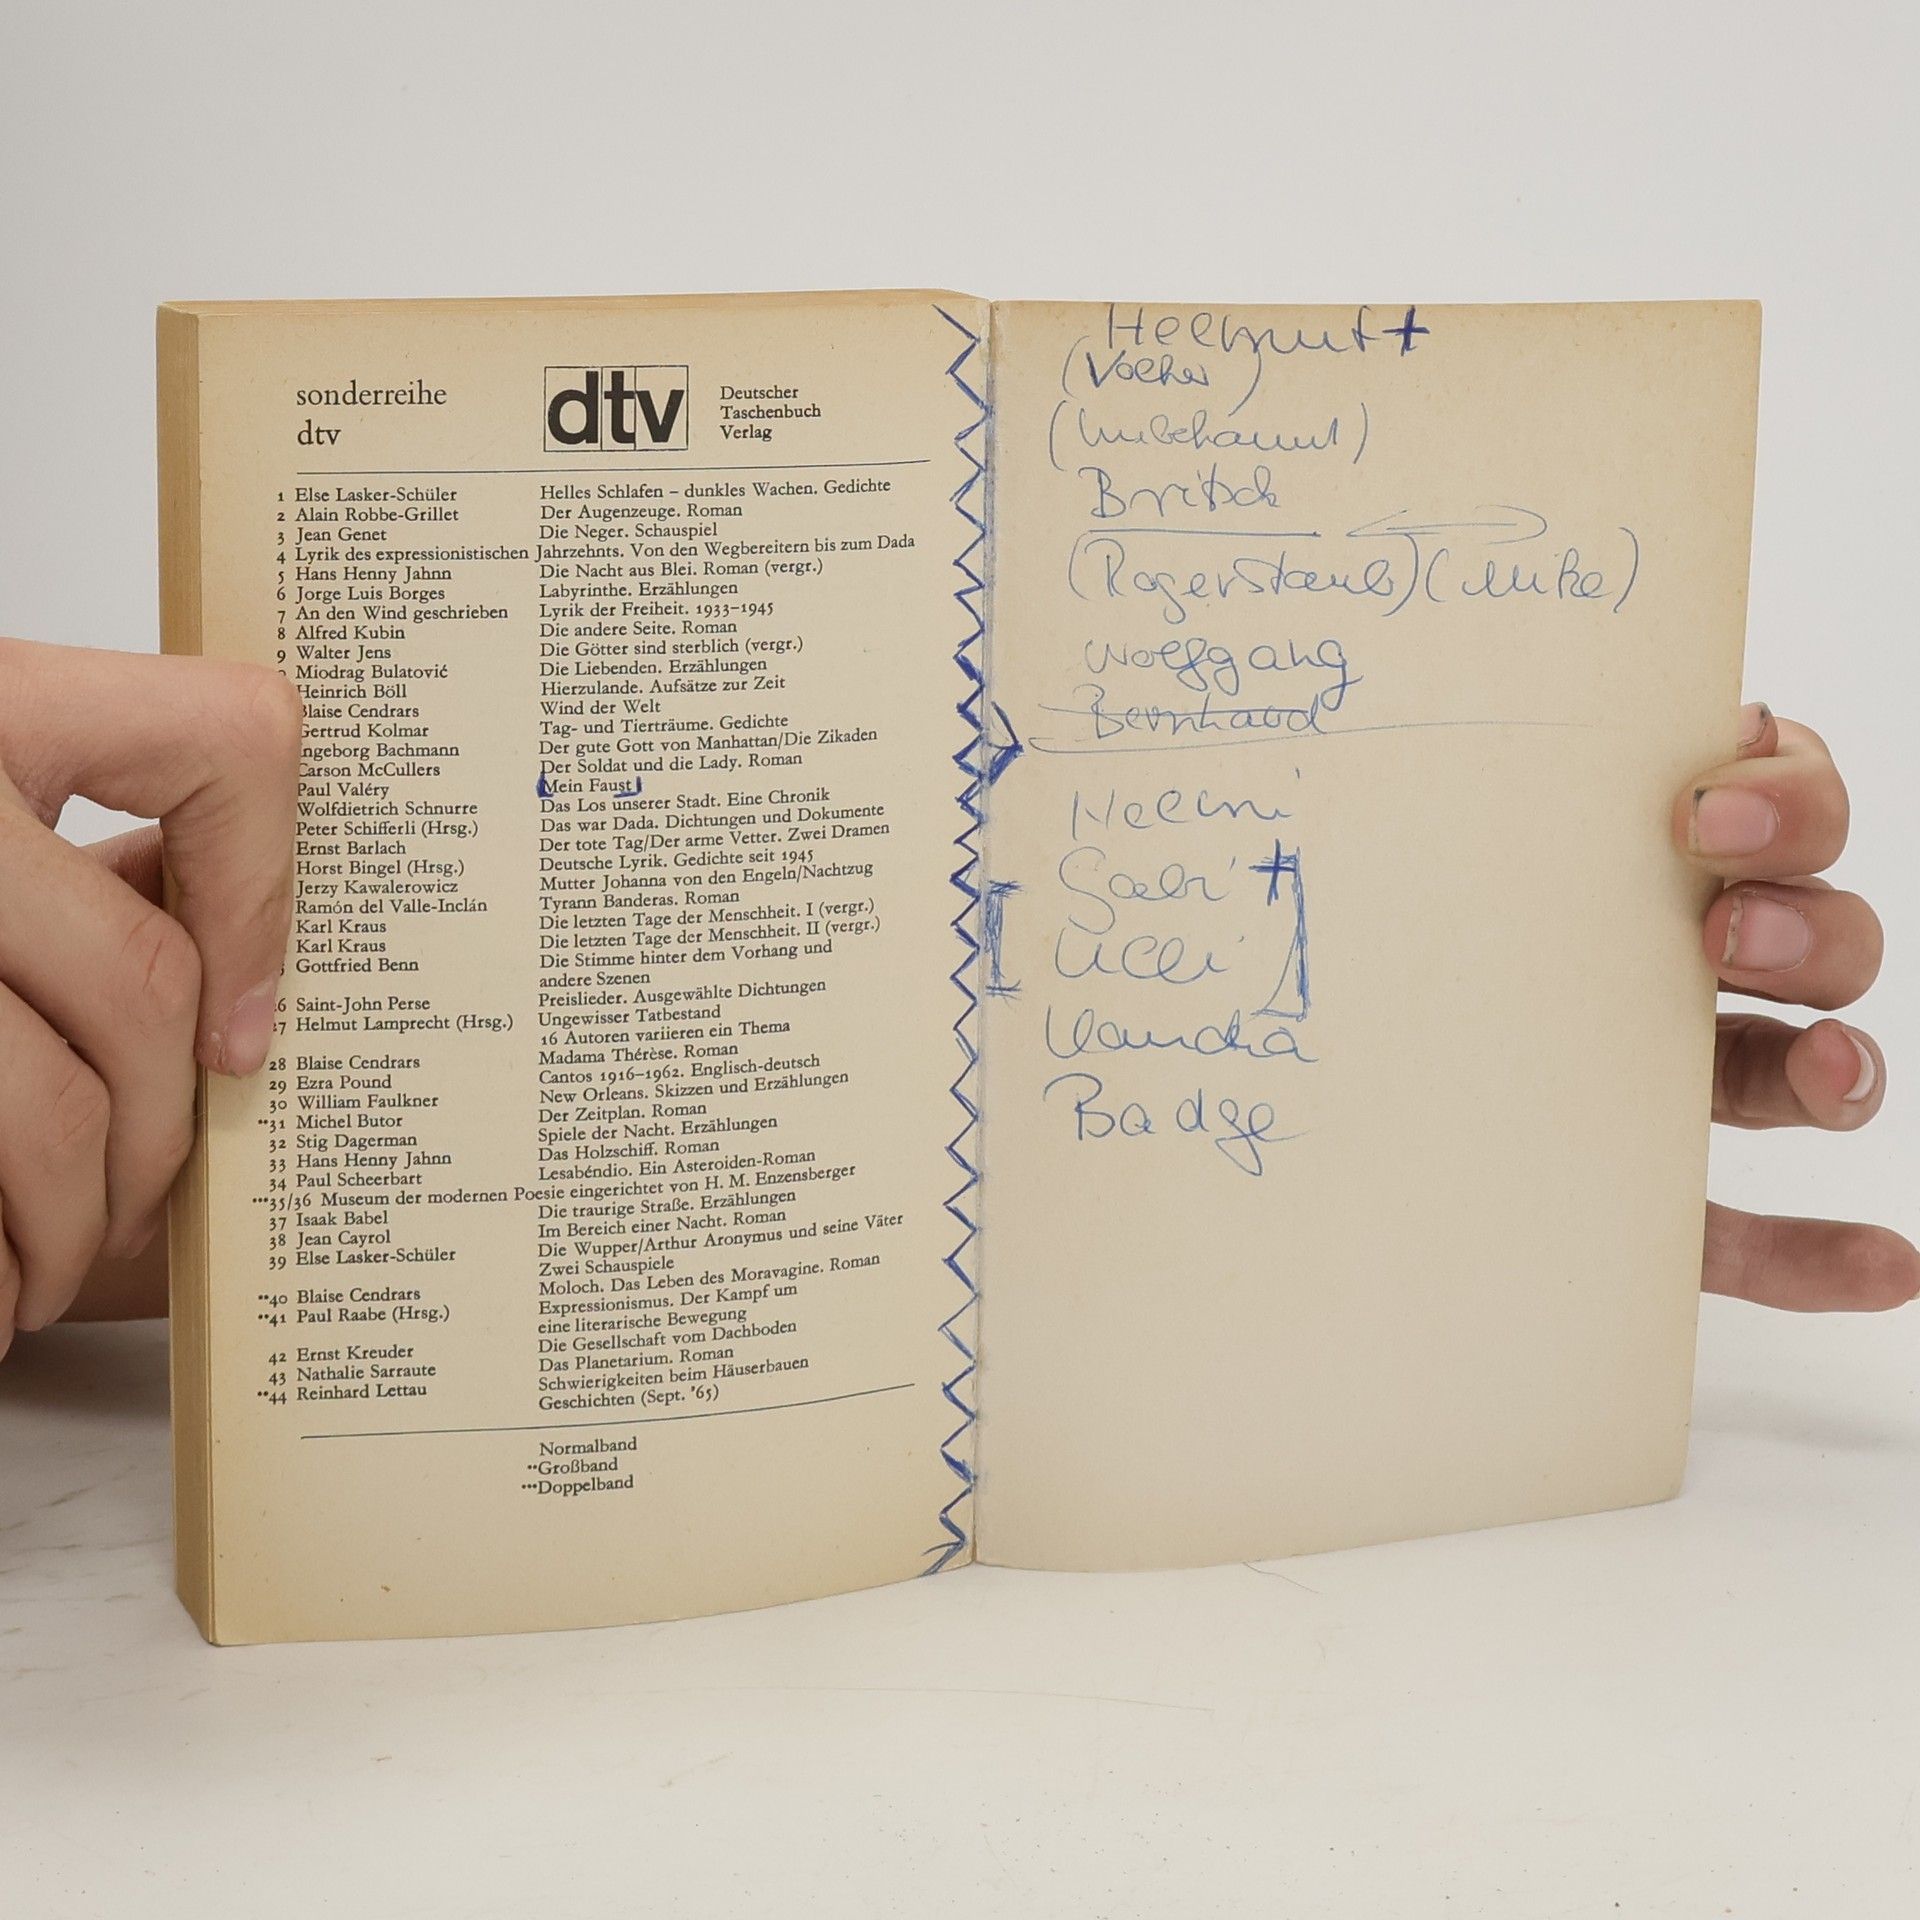 sonderreihe
dtv
dtv
Deutscher
Taschenbuch
Verlag
1 Else Lasker-Schüler Helles Schlafen – dunkles Wachen. Gedichte
2 Alain Robbe-Grillet Der Augenzeuge. Roman
3 Jean Genet Die Neger. Schauspiel
4 Lyrik des expressionistischen Jahrzehnts. Von den Wegbereitern bis zum Dada
5 Hans Henny Jahnn Die Nacht aus Blei. Roman (vergr.)
6 Jorge Luis Borges Labyrinthe. Erzählungen
7 An den Wind geschrieben Lyrik der Freiheit. 1933–1945
8 Alfred Kubin Die andere Seite. Roman
9 Walter Jens Die Götter sind sterblich (vergr.)
Miodrag Bulatović Die Liebenden. Erzählungen
Heinrich Böll Hierzulande. Aufsätze zur Zeit
Blaise Cendrars Wind der Welt
Gertrud Kolmar Tag- und Tierträume. Gedichte
Ingeborg Bachmann Der gute Gott von Manhattan/Die Zikaden
Carson McCullers Der Soldat und die Lady. Roman
Paul Valéry Mein Faust
Wolfdietrich Schnurre Das Los unserer Stadt. Eine Chronik
Peter Schifferli (Hrsg.) Das war Dada. Dichtungen und Dokumente
Ernst Barlach Der tote Tag/Der arme Vetter. Zwei Dramen
Horst Bingel (Hrsg.) Deutsche Lyrik. Gedichte seit 1945
Jerzy Kawalerowicz Mutter Johanna von den Engeln/Nachtzug
Ramón del Valle-Inclán Tyrann Banderas. Roman
Karl Kraus Die letzten Tage der Menschheit. I (vergr.)
Karl Kraus Die letzten Tage der Menschheit. II (vergr.)
Gottfried Benn Die Stimme hinter dem Vorhang und
andere Szenen
6 Saint-John Perse Preislieder. Ausgewählte Dichtungen
7 Helmut Lamprecht (Hrsg.) Ungewisser Tatbestand
16 Autoren variieren ein Thema
28 Blaise Cendrars Madama Thérèse. Roman
29 Ezra Pound Cantos 1916–1962. Englisch-deutsch
30 William Faulkner New Orleans. Skizzen und Erzählungen
••31 Michel Butor Der Zeitplan. Roman
32 Stig Dagerman Spiele der Nacht. Erzählungen
33 Hans Henny Jahnn Das Holzschiff. Roman
34 Paul Scheerbart Lesabéndio. Ein Asteroiden-Roman
•••35/36 Museum der modernen Poesie eingerichtet von H. M. Enzensberger
37 Isaak Babel Die traurige Straße. Erzählungen
38 Jean Cayrol Im Bereich einer Nacht. Roman
39 Else Lasker-Schüler Die Wupper/Arthur Aronymus und seine Väter
Zwei Schauspiele
••40 Blaise Cendrars Moloch. Das Leben des Moravagine. Roman
••41 Paul Raabe (Hrsg.) Expressionismus. Der Kampf um
eine literarische Bewegung
42 Ernst Kreuder Die Gesellschaft vom Dachboden
43 Nathalie Sarraute Das Planetarium. Roman
••44 Reinhard Lettau Schwierigkeiten beim Häuserbauen
Geschichten (Sept. '65)
Normalband
••Großband
•••Doppelband
Helmut +
(Volker)
(Unbekannt)
Britsch
(Roger Staub) (Mike)
Wolfgang
Bernhard
Helmi
Gabi +
Ulli
Claudia
Badge